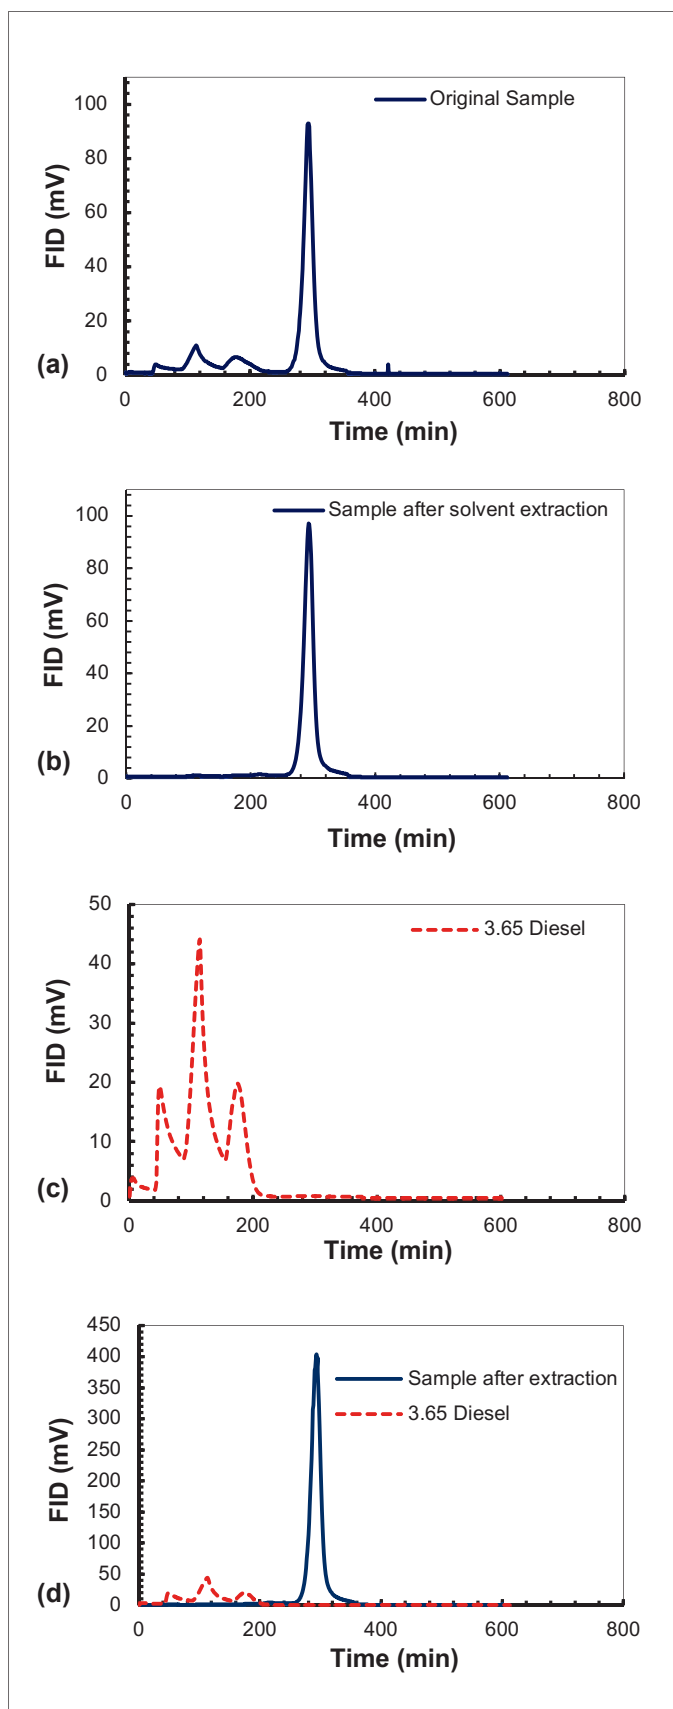 Original Sample
100
80
60
40
20
0
FID (mV)
(a)
0 200 400 600 800
Time (min)
Sample after solvent extraction
100
80
60
40
20
0
FID (mV)
(b)
0 200 400 600 800
Time (min)
3.65 Diesel
50
40
30
20
10
0
FID (mV)
(c)
0 200 400 600 800
Time (min)
450
400
350
300
250
200
150
100
50
0
Sample after extraction
3.65 Diesel
FID (mV)
(d)
0 200 400 600 800
Time (min)